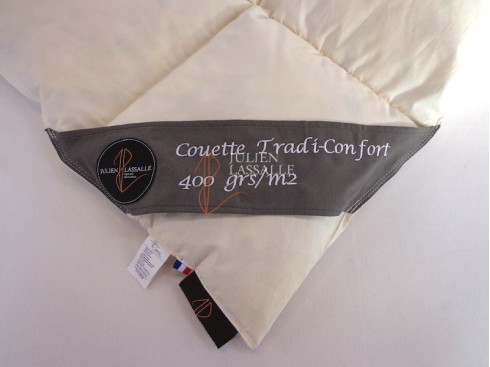 Couette Tradi-Confort
400 grs/m2
JULIEN LASSALLE
JULIEN
LASSALLE